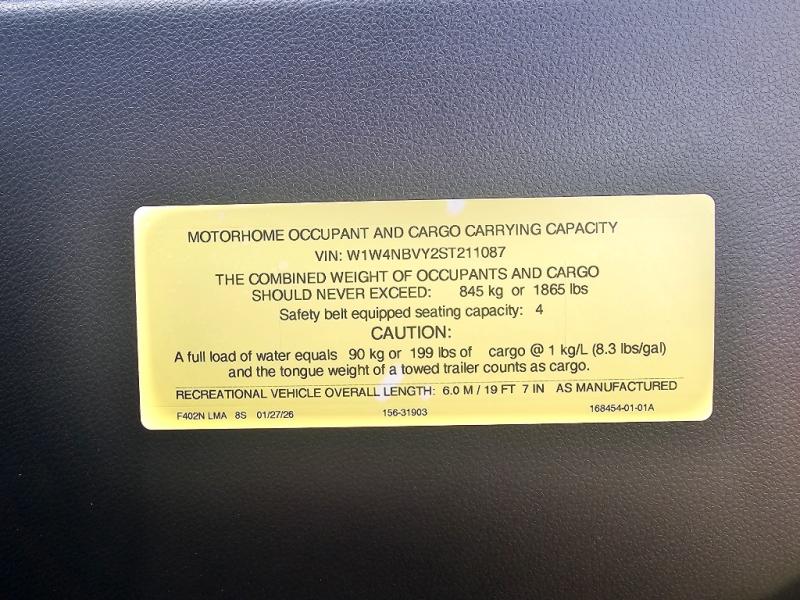 MOTORHOME OCCUPANT AND CARGO CARRYING CAPACITY
VIN: W1W4NBVY2ST211087
THE COMBINED WEIGHT OF OCCUPANTS AND CARGO
SHOULD NEVER EXCEED: 845 kg or 1865 lbs
Safety belt equipped seating capacity: 4
CAUTION:
A full load of water equals 90 kg or 199 lbs of cargo @ 1 kg/L (8.3 lbs/gal)
and the tongue weight of a towed trailer counts as cargo.
RECREATIONAL VEHICLE OVERALL LENGTH: 6.0 M / 19 FT 7 IN AS MANUFACTURED
F402N LMA 8S 01/27/26 156-31903 168454-01-01A